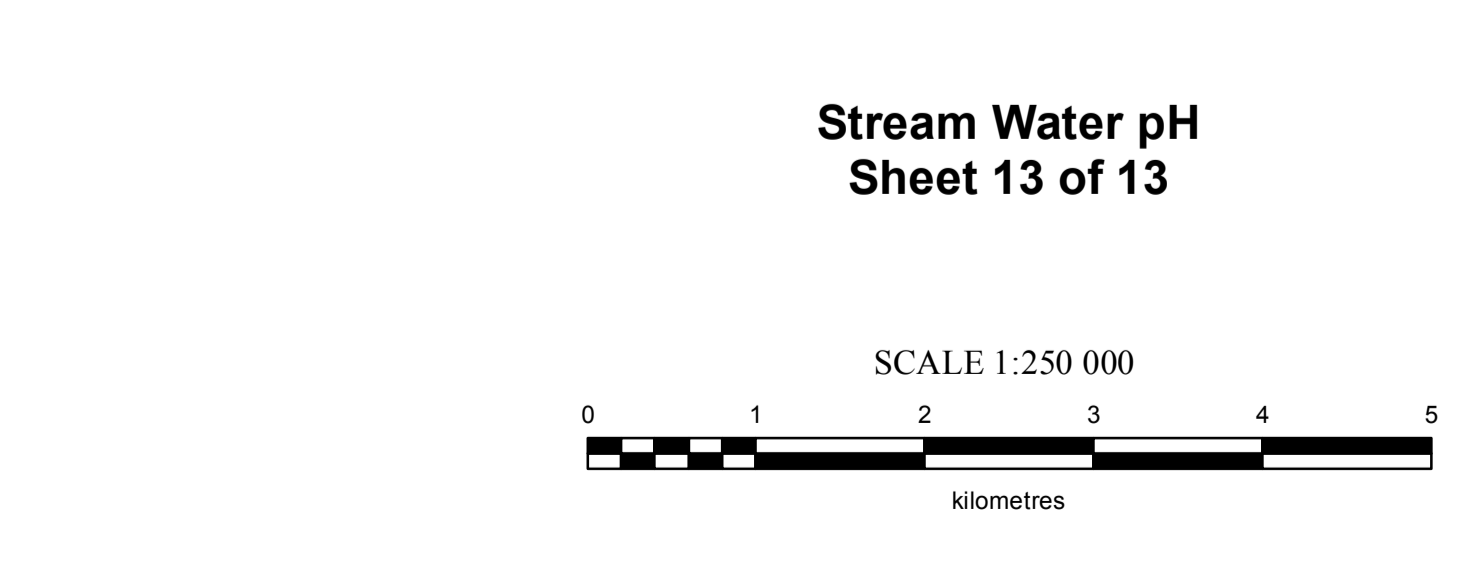 Stream Water pH
Sheet 13 of 13
SCALE 1:250 000
0 1 2 3 4 5
kilometres